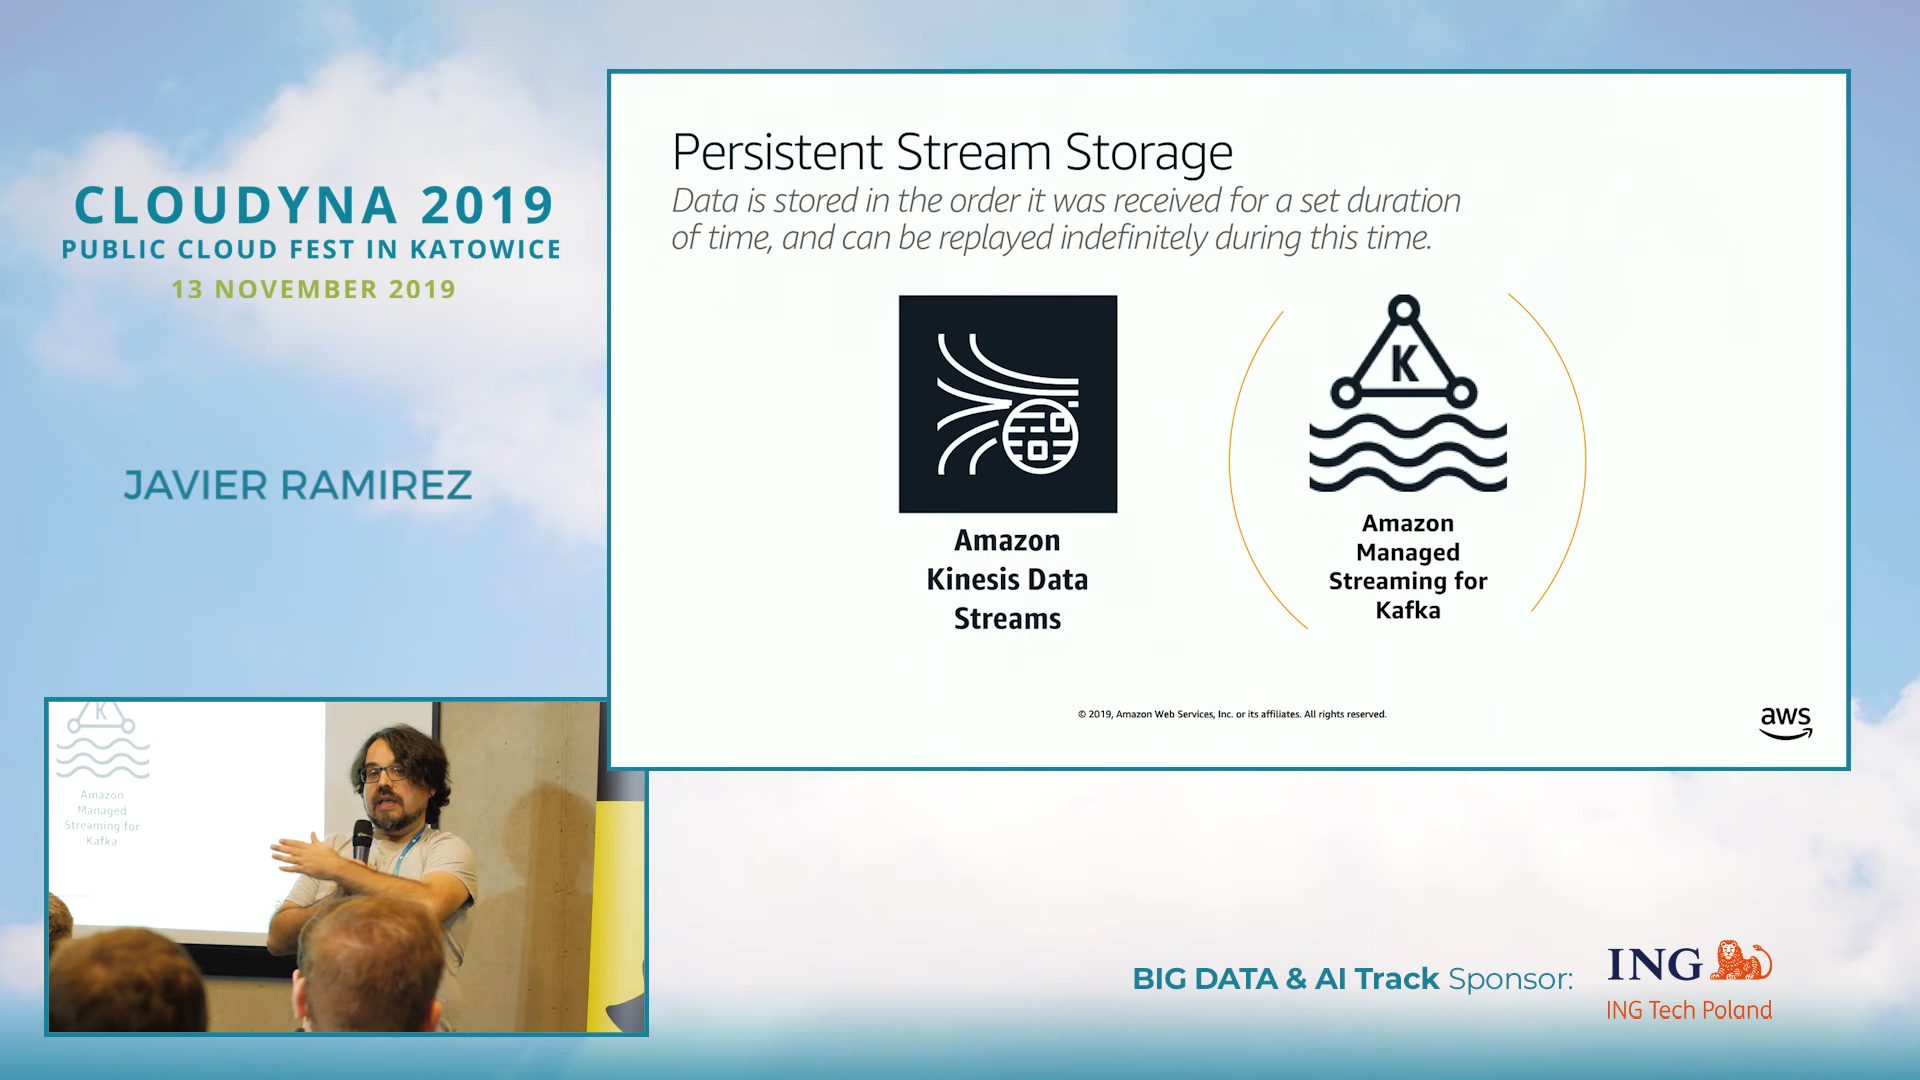 CLOUDYNA 2019
PUBLIC CLOUD FEST IN KATOWICE
13 NOVEMBER 2019
JAVIER RAMIREZ
Persistent Stream Storage
Data is stored in the order it was received for a set duration
of time, and can be replayed indefinitely during this time.
Amazon
Kinesis Data
Streams
K
Amazon
Managed
Streaming for
Kafka
© 2019, Amazon Web Services, Inc. or its affiliates. All rights reserved.
aws
K
Amazon
Managed
Streaming for
Kafka
BIG DATA & AI Track Sponsor:
ING
ING Tech Poland